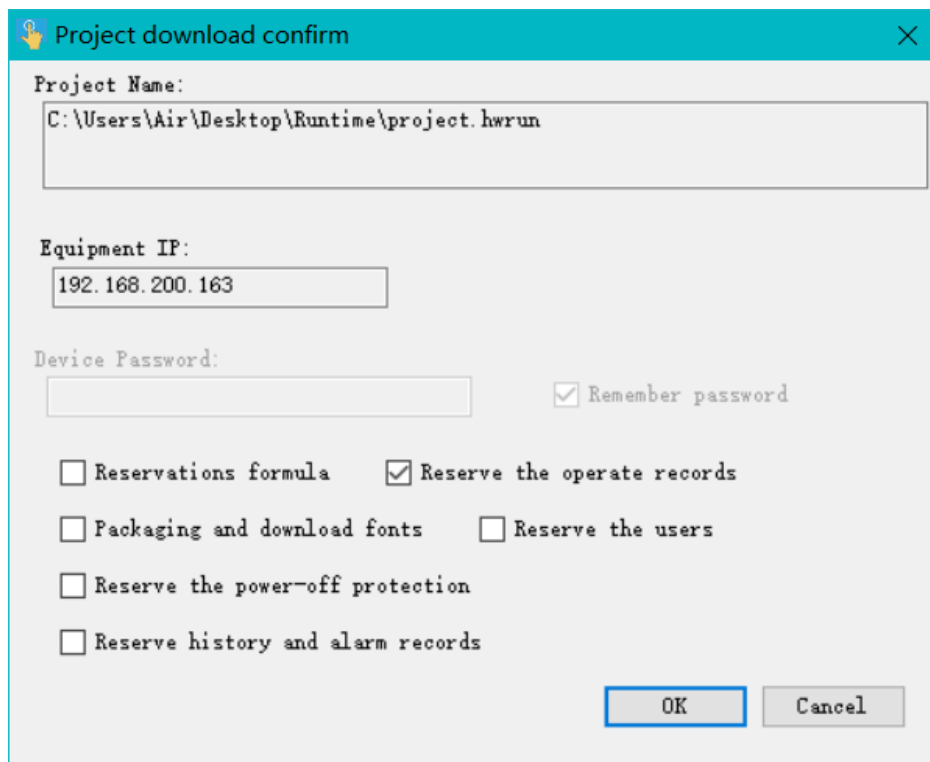 Project download confirm
Project Name:
C:\Users\Air\Desktop\Runtime\project.hwrun
Equipment IP:
192.168.200.163
Device Password:
Remember password
Reservations formula
Reserve the operate records
Packaging and download fonts
Reserve the users
Reserve the power-off protection
Reserve history and alarm records
OK
Cancel